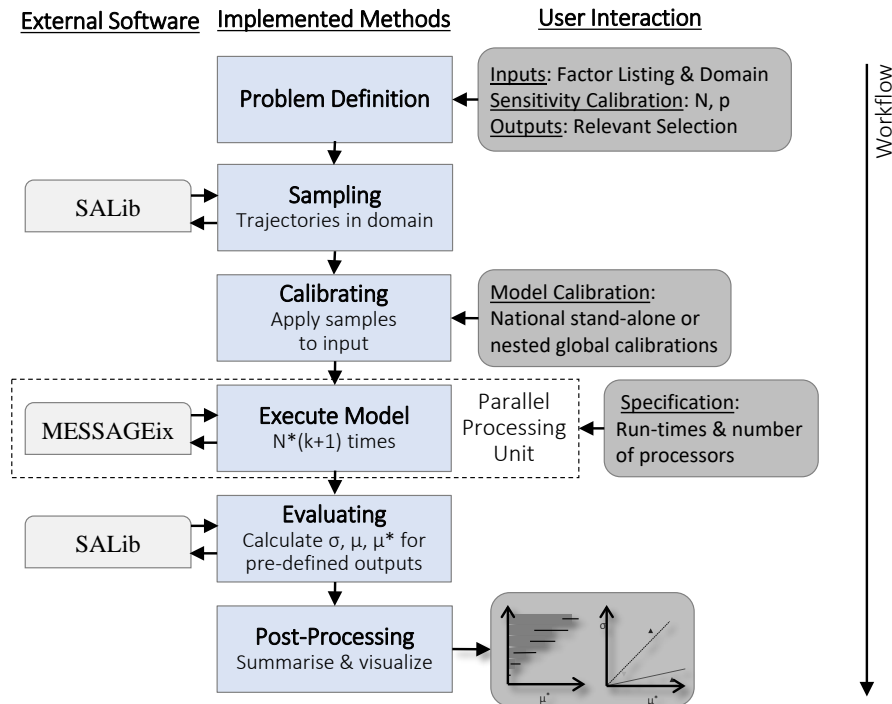 External Software
Implemented Methods
User Interaction
Problem Definition
Inputs: Factor Listing & Domain
Sensitivity Calibration: N, p
Outputs: Relevant Selection
Workflow
SALib
Sampling
Trajectories in domain
Calibrating
Apply samples
to input
Model Calibration:
National stand-alone or
nested global calibrations
MESSAGEix
Execute Model
N*(k+1) times
Parallel
Processing
Unit
Specification:
Run-times & number
of processors
SALib
Evaluating
Calculate σ, μ, μ* for
pre-defined outputs
Post-Processing
Summarise & visualize
σ
μ*
μ*